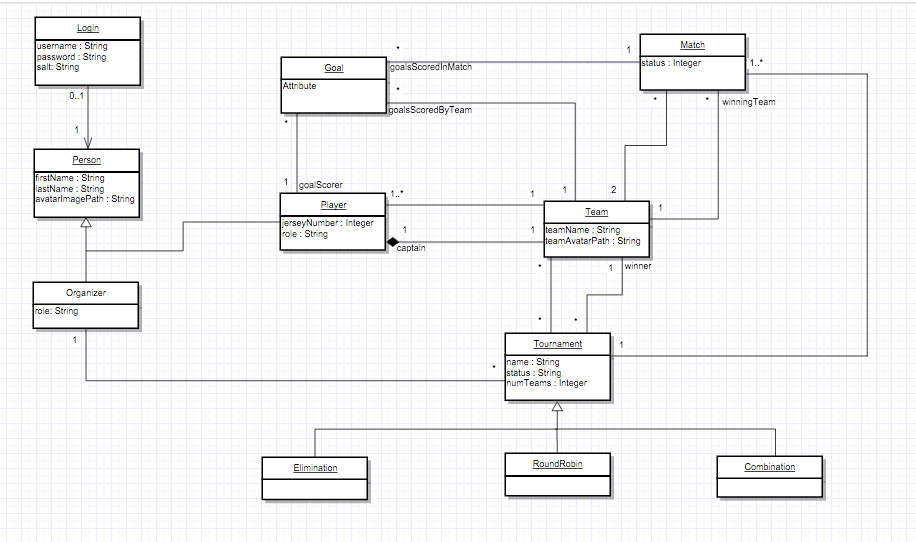 Login
username : String
password : String
salt: String
0..1
1
Person
firstName : String
lastName : String
avatarImagePath : String
Goal
Attribute
*
goalsScoredInMatch
1
*
goalsScoredByTeam
*
1
goalScorer
Match
status : Integer
1..*
*
*
winningTeam
Player
jerseyNumber : Integer
role : String
1..*
1
1
2
1
captain
1
Team
teamName : String
teamAvatarPath : String
1
*
1
winner
Organizer
role: String
1
*
*
*
1
Tournament
name : String
status : String
numTeams : Integer
Elimination
RoundRobin
Combination